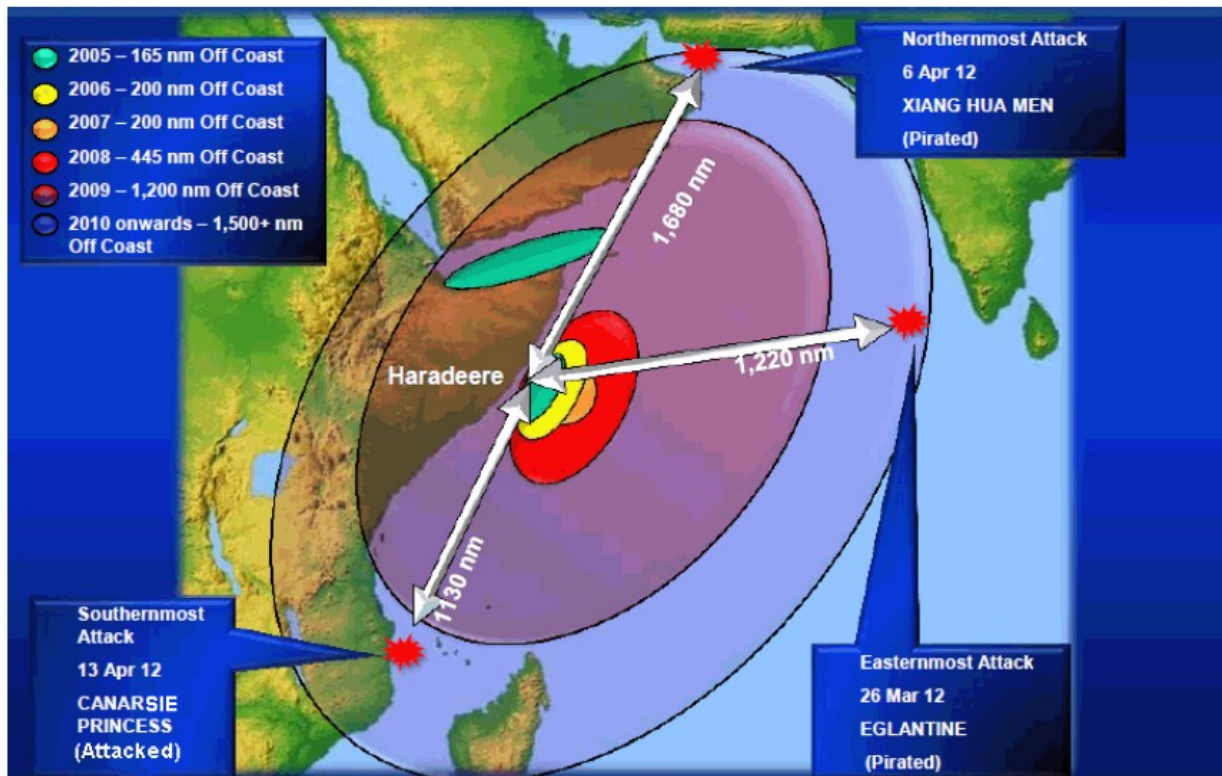 2005 – 165 nm Off Coast
2006 – 200 nm Off Coast
2007 – 200 nm Off Coast
2008 – 445 nm Off Coast
2009 – 1,200 nm Off Coast
2010 onwards – 1,500+ nm
Off Coast
Northernmost Attack
6 Apr 12
XIANG HUA MEN
(Pirated)
1,680 nm
Haradeere
1,220 nm
1130 nm
Southernmost
Attack
13 Apr 12
CANARSIE
PRINCESS
(Attacked)
Easternmost Attack
26 Mar 12
EGLANTINE
(Pirated)